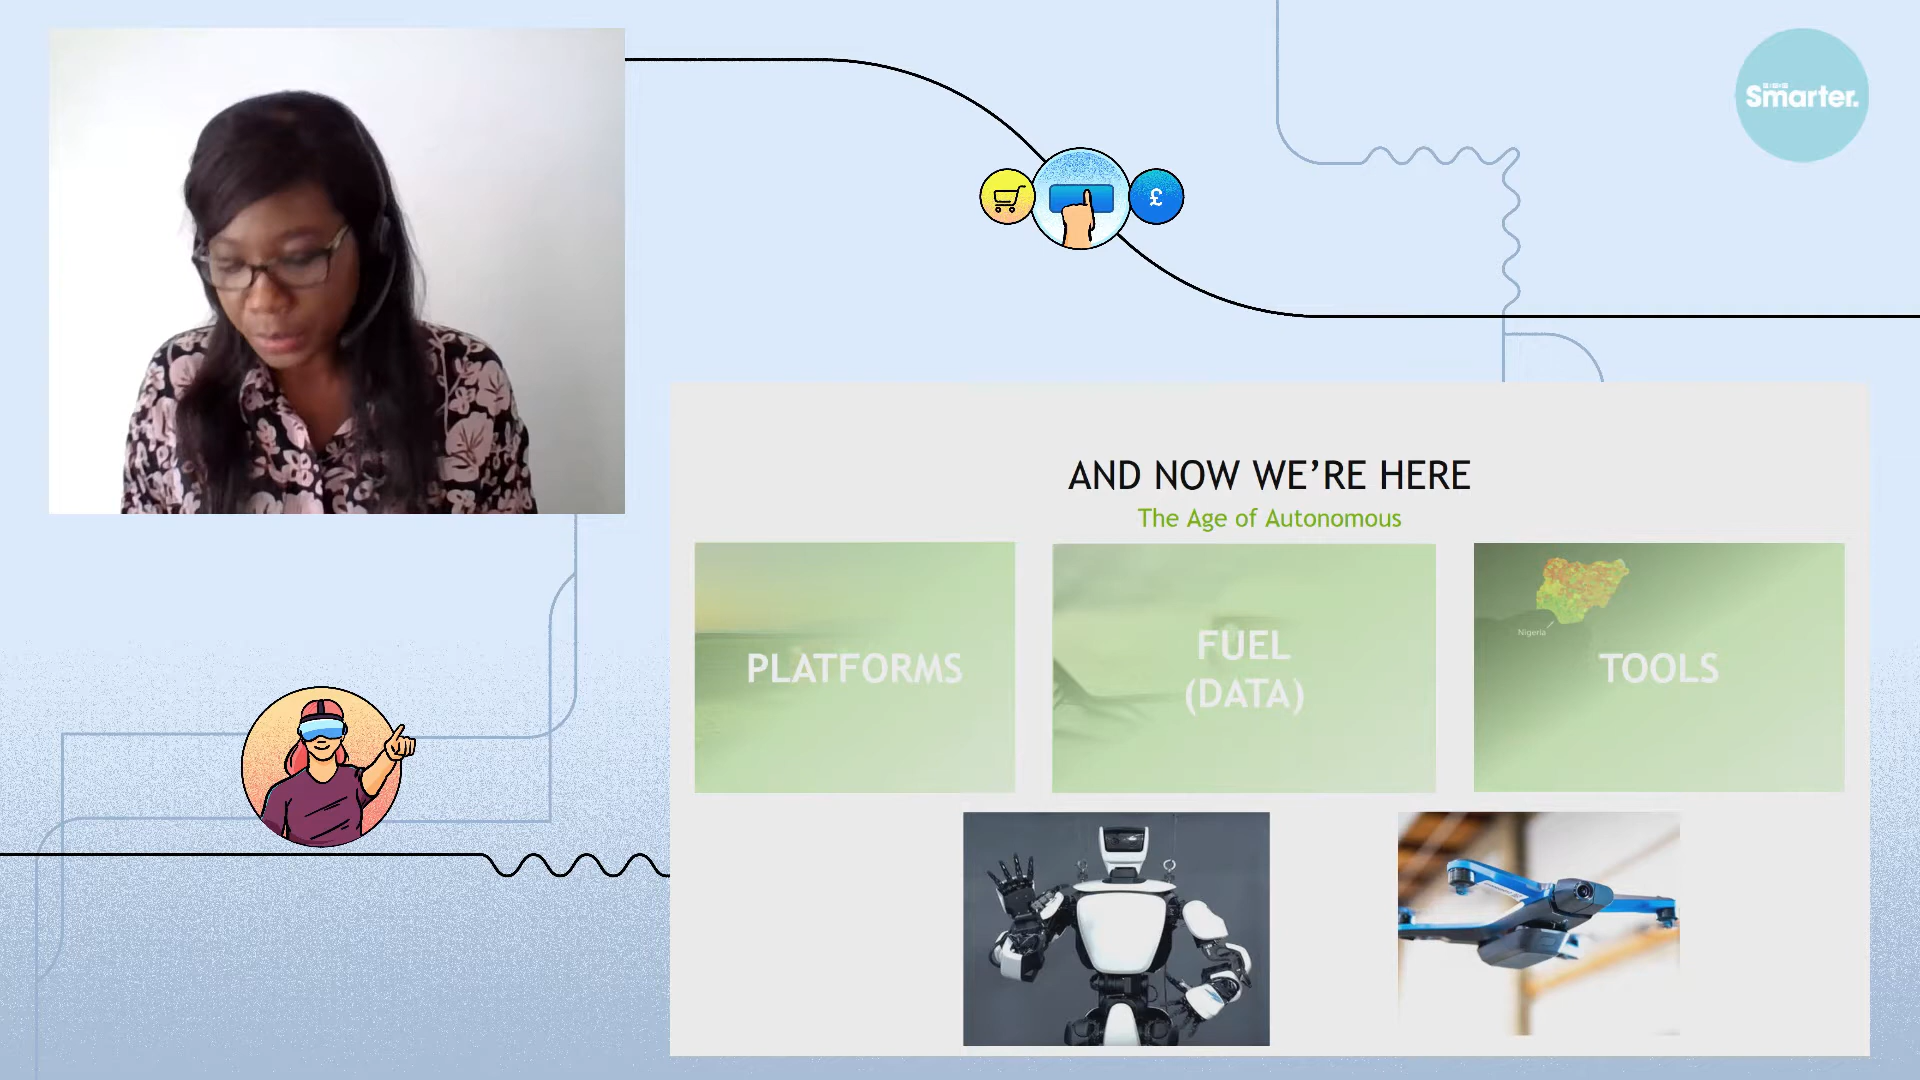 Smarter.
£
AND NOW WE’RE HERE
The Age of Autonomous
PLATFORMS
FUEL
(DATA)
Nigeria
TOOLS